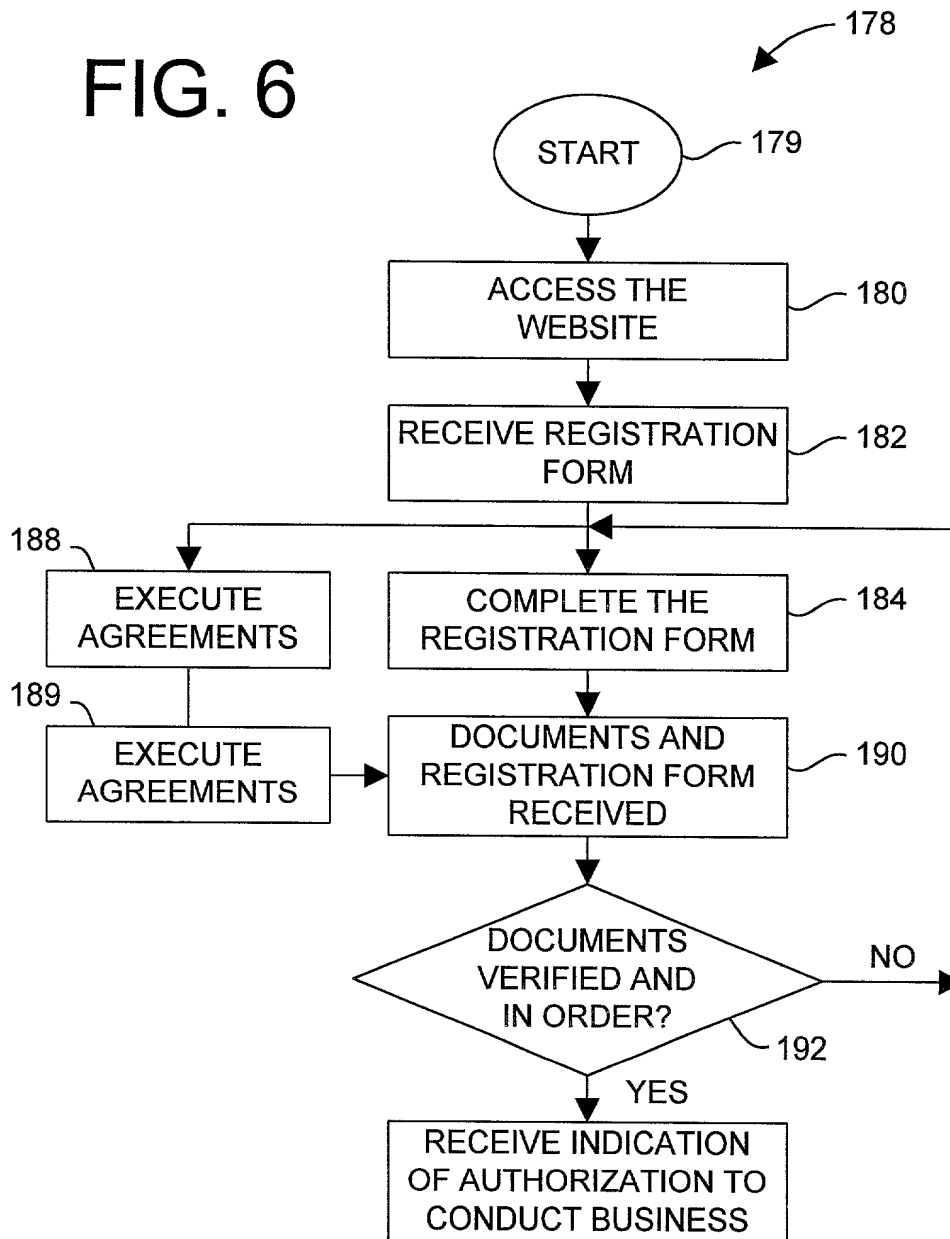 FIG. 6
178
START
179
ACCESS THE
WEBSITE
180
RECEIVE REGISTRATION
FORM
182
188
EXECUTE
AGREEMENTS
COMPLETE THE
REGISTRATION FORM
184
189
EXECUTE
AGREEMENTS
DOCUMENTS AND
REGISTRATION FORM
RECEIVED
190
DOCUMENTS
VERIFIED AND
IN ORDER?
NO
192
YES
RECEIVE INDICATION
OF AUTHORIZATION TO
CONDUCT BUSINESS